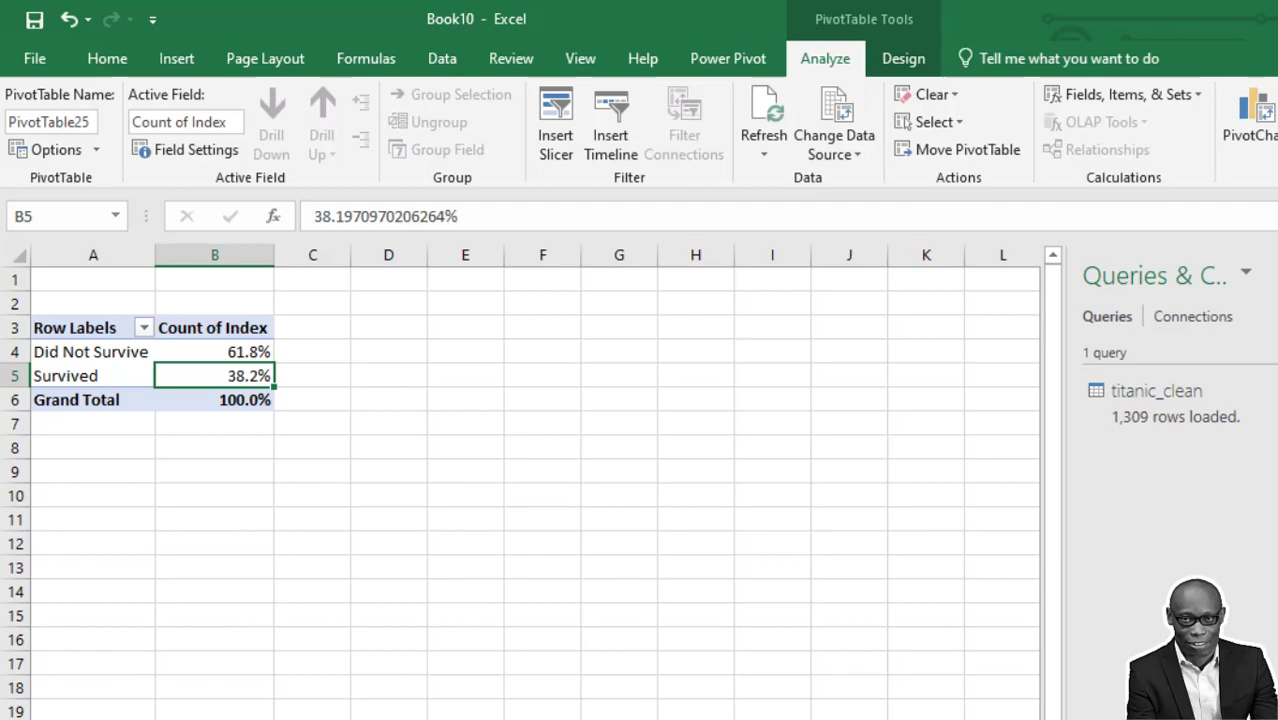 Book10 - Excel
PivotTable Tools
File Home Insert Page Layout Formulas Data Review View Help Power Pivot Analyze Design Tell me what you want to do
PivotTable Name:
PivotTable25
Options
PivotTable
Active Field:
Count of Index
Field Settings
Drill Down
Drill Up
Active Field
Group Selection
Ungroup
Group Field
Group
Insert Slicer
Insert Timeline
Filter Connections
Filter
Refresh
Change Data Source
Data
Clear
Select
Move PivotTable
Actions
Fields, Items, & Sets
OLAP Tools
Relationships
Calculations
PivotCha
B5 fx 38.1970970206264%
A B C D E F G H I J K L
1
2
3 Row Labels Count of Index
4 Did Not Survive 61.8%
5 Survived 38.2%
6 Grand Total 100.0%
7
8
9
10
11
12
13
14
15
16
17
18
19
Queries & C..
Queries Connections
1 query
titanic_clean
1,309 rows loaded.